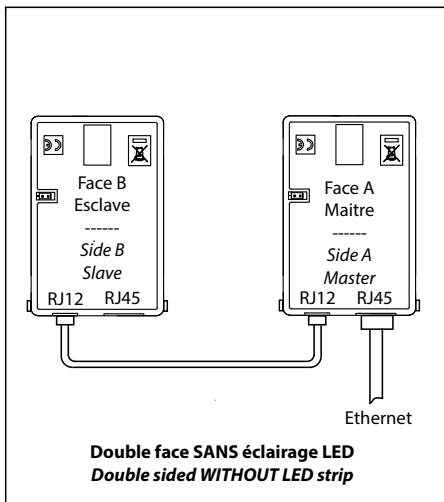 Face B
Esclave
------
Side B
Slave
RJ12 RJ45
Face A
Maitre
------
Side A
Master
RJ12 RJ45
Ethernet
Double face SANS éclairage LED
Double sided WITHOUT LED strip